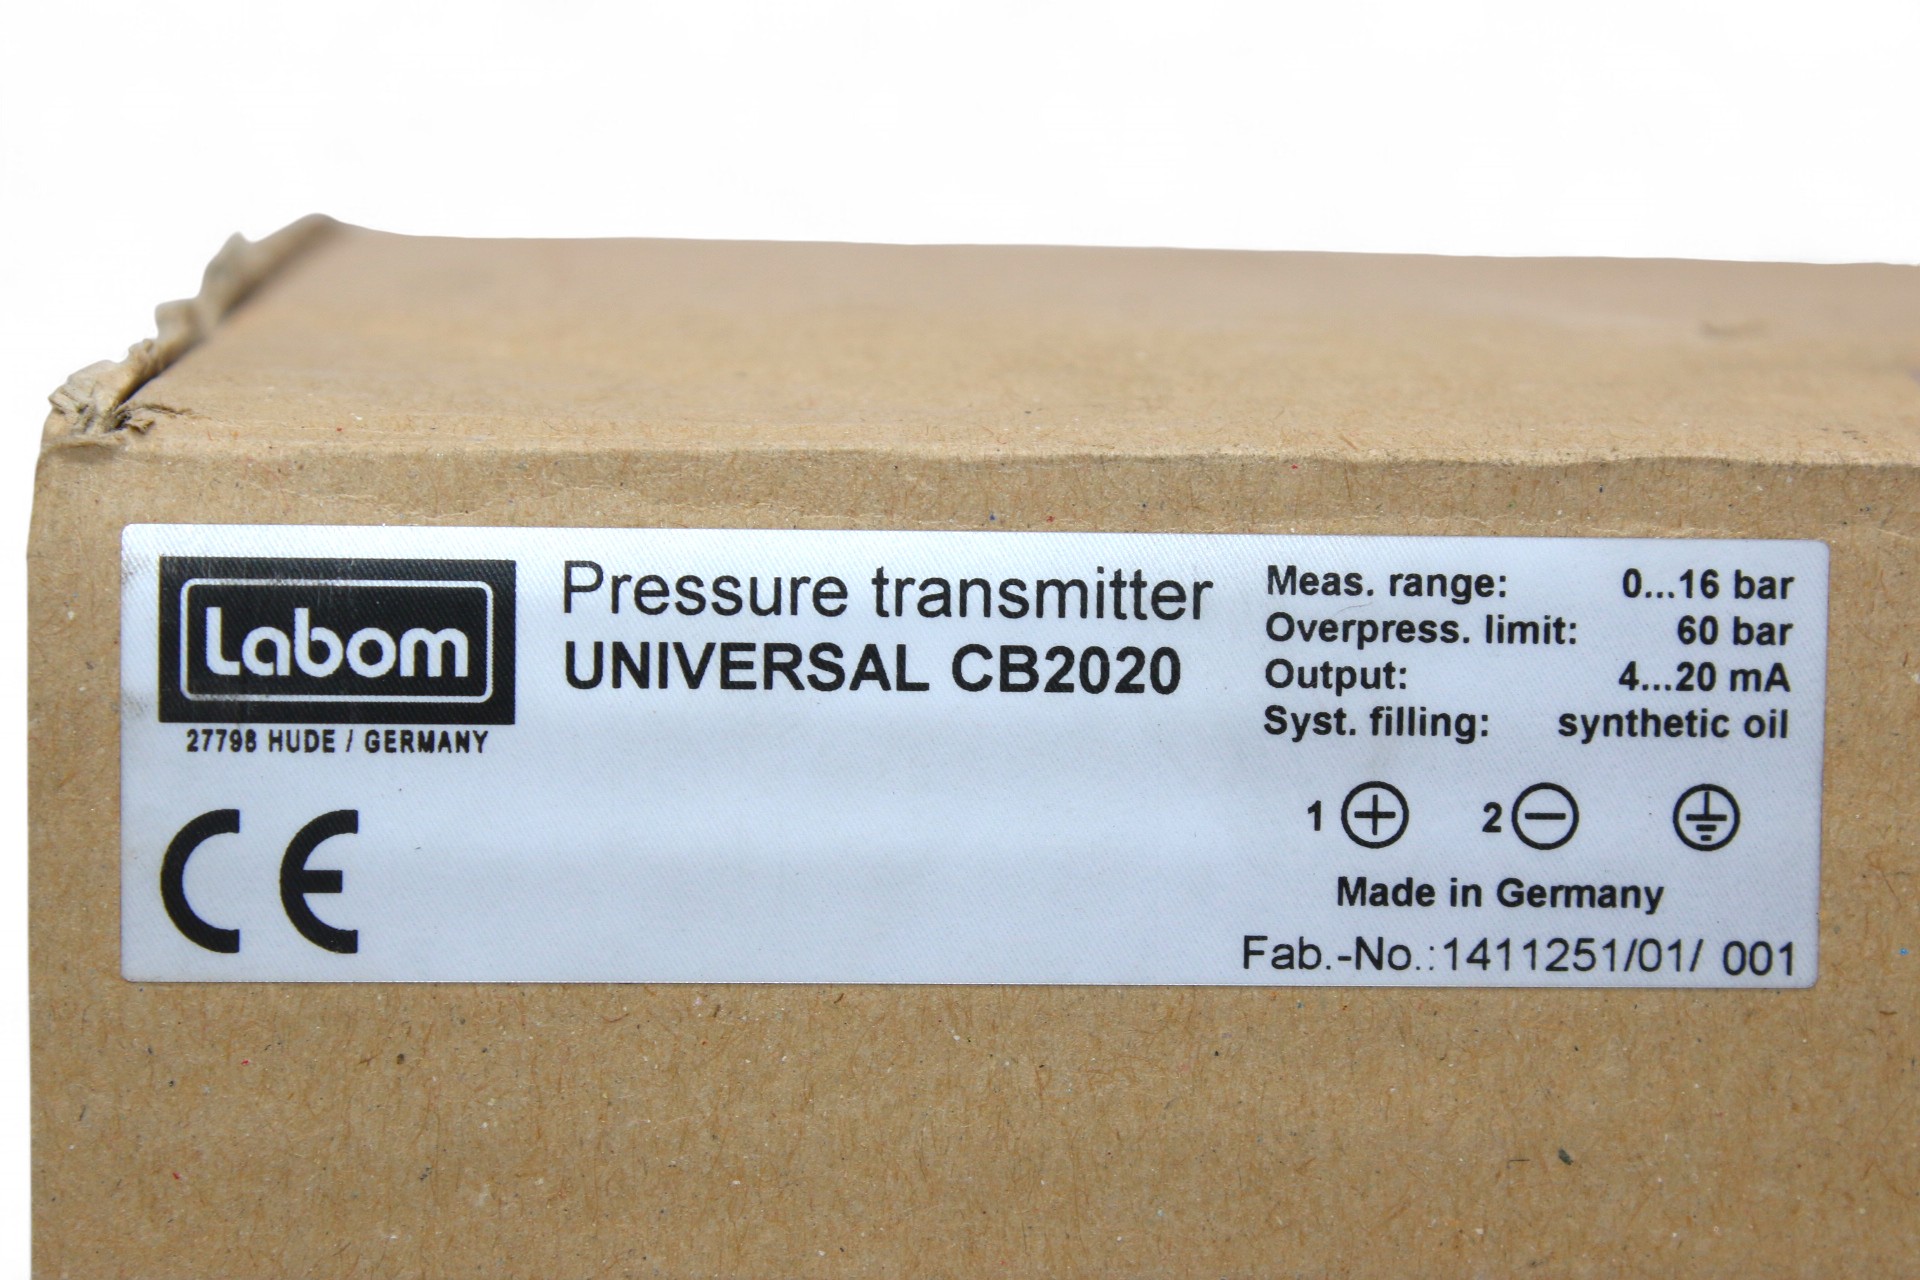 Labom
27798 HUDE / GERMANY
CE
Pressure transmitter
UNIVERSAL CB2020
Meas. range: 0...16 bar
Overpress. limit: 60 bar
Output: 4...20 mA
Syst. filling: synthetic oil
1 + 2 -
Made in Germany
Fab.-No.:1411251/01/ 001